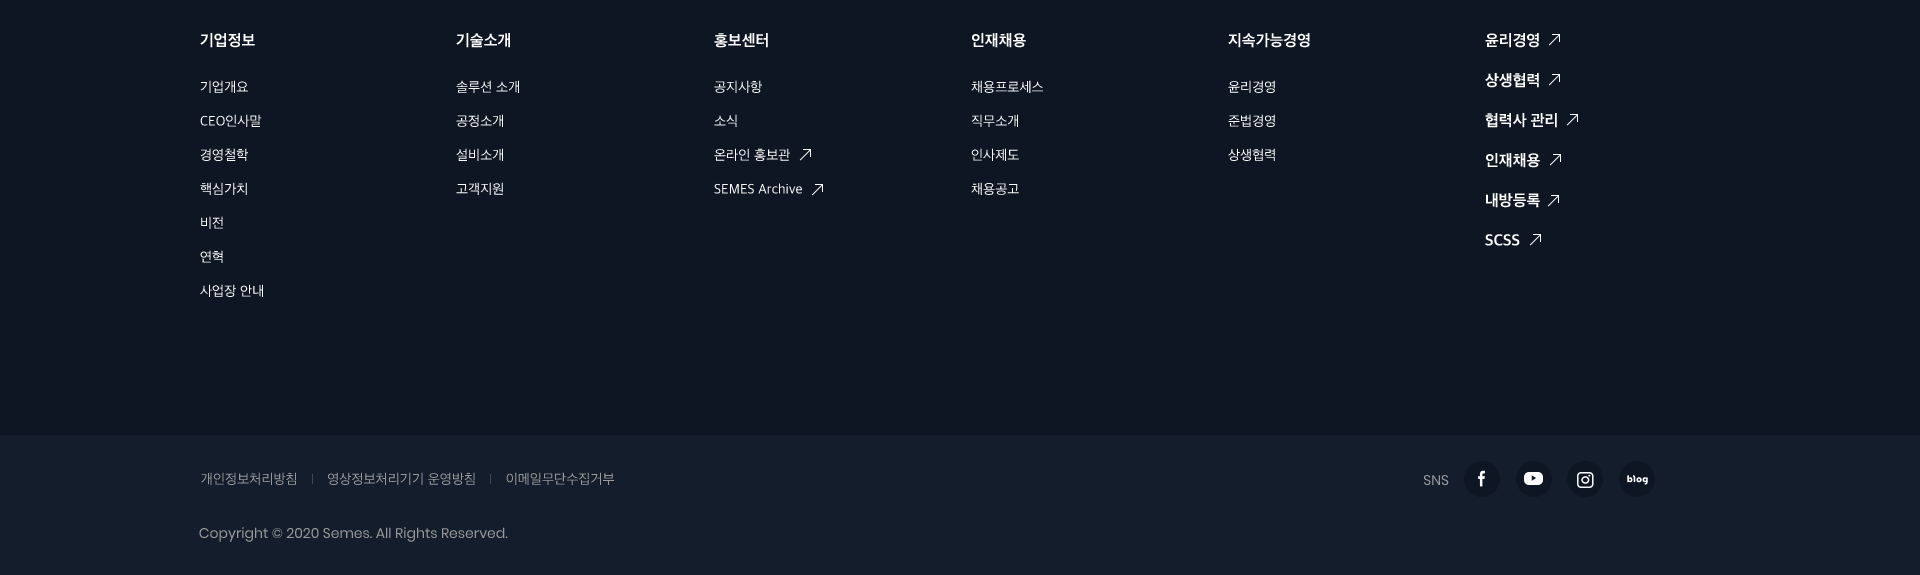 기업정보
기업개요
CEO인사말
경영철학
핵심가치
비전
연혁
사업장 안내
기술소개
솔루션 소개
공정소개
설비소개
고객지원
홍보센터
공지사항
소식
온라인 홍보관
SEMES Archive
인재채용
채용프로세스
직무소개
인사제도
채용공고
지속가능경영
윤리경영
준법경영
상생협력
윤리경영
상생협력
협력사 관리
인재채용
내방등록
SCSS
개인정보처리방침 | 영상정보처리기기 운영방침 | 이메일무단수집거부
SNS
blog
Copyright © 2020 Semes. All Rights Reserved.